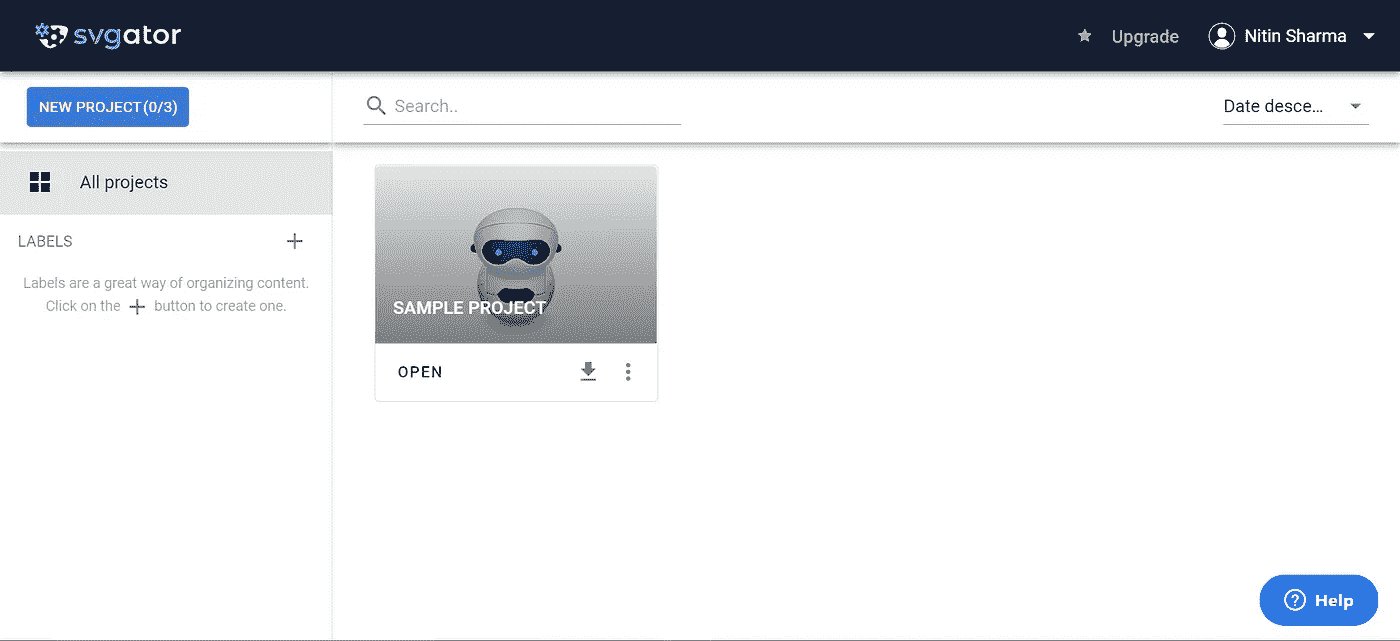 svgator
Upgrade
Nitin Sharma
NEW PROJECT (0/3)
Search..
Date desce...
All projects
LABELS
Labels are a great way of organizing content.
Click on the + button to create one.
SAMPLE PROJECT
OPEN
Help